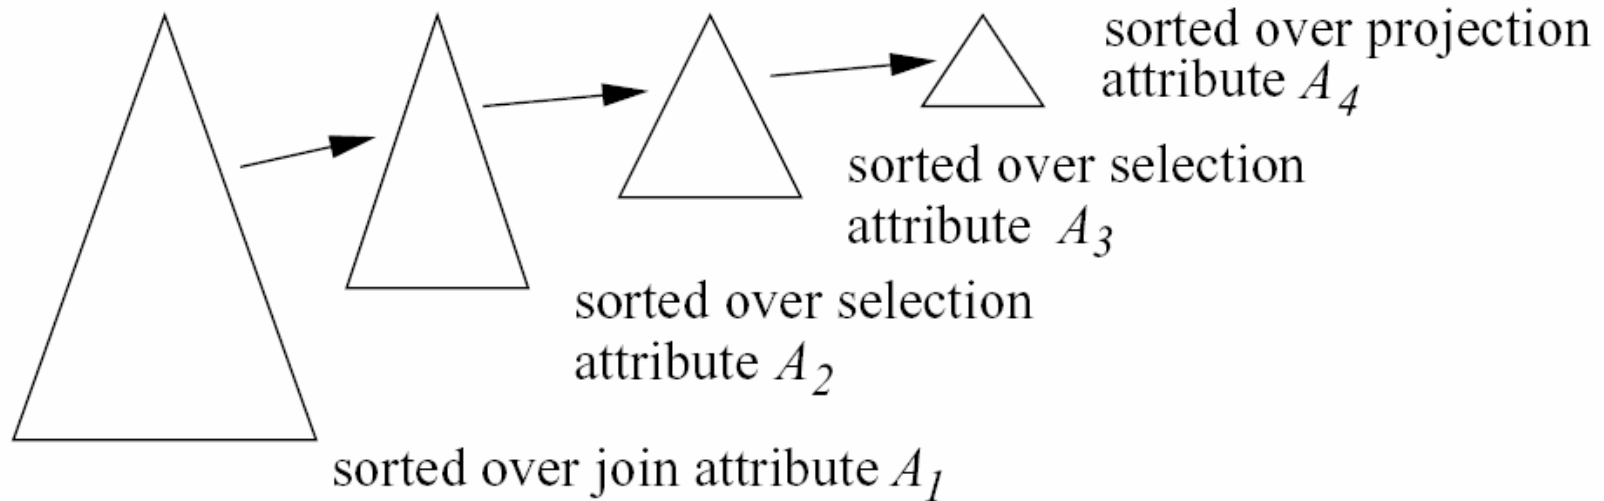 sorted over projection
attribute A4
sorted over selection
attribute A3
sorted over selection
attribute A2
sorted over join attribute A1